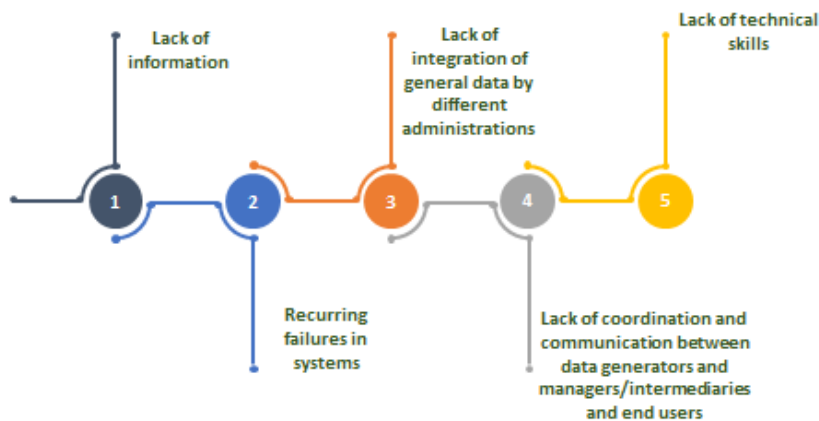 Lack of
information
1
2
Recurring
failures in
systems
Lack of
integration of
general data by
different
administrations
3
4
Lack of coordination and
communication between
data generators and
managers/intermediaries
and end users
Lack of technical
skills
5